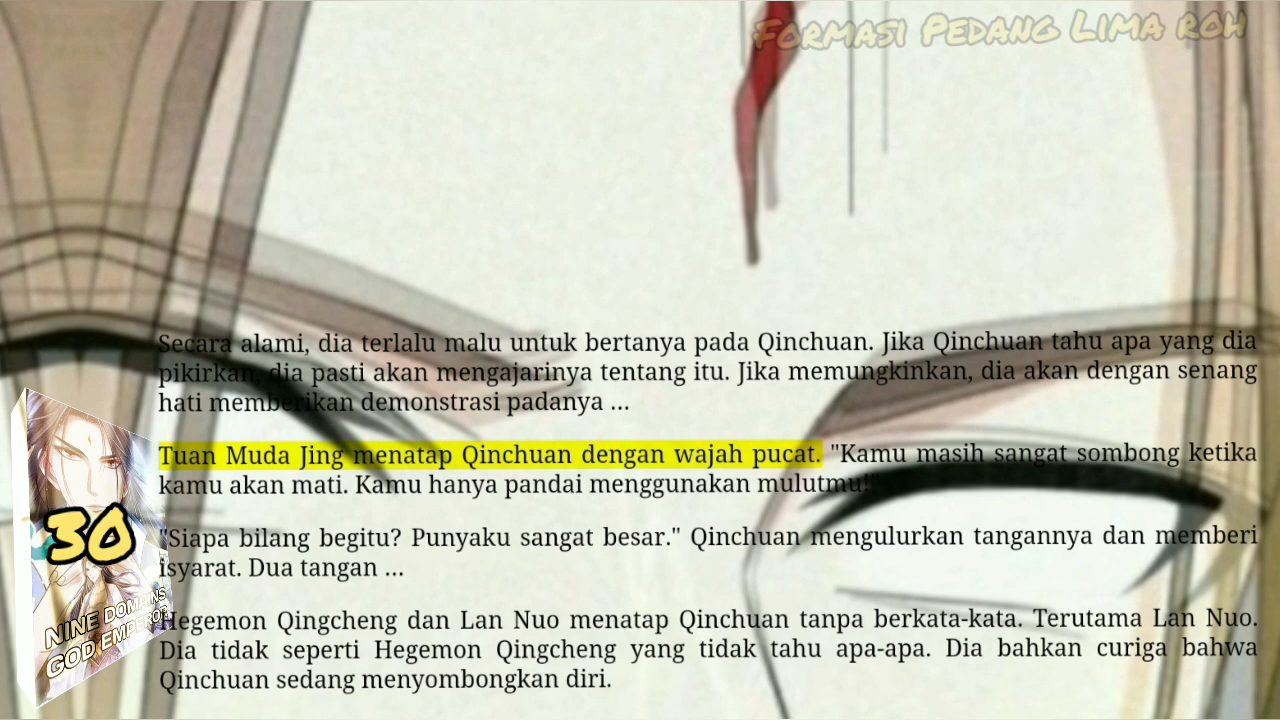 Formasi Pedang Lima roh
Secara alami, dia terlalu malu untuk bertanya pada Qinchuan. Jika Qinchuan tahu apa yang dia
pikirkan, dia pasti akan mengajarinya tentang itu. Jika memungkinkan, dia akan dengan senang
hati memberikan demonstrasi padanya ...
Tuan Muda Jing menatap Qinchuan dengan wajah pucat. "Kamu masih sangat sombong ketika
kamu akan mati. Kamu hanya pandai menggunakan mulutmu!"
"Siapa bilang begitu? Punyaku sangat besar." Qinchuan mengulurkan tangannya dan memberi
isyarat. Dua tangan ...
Hegemon Qingcheng dan Lan Nuo menatap Qinchuan tanpa berkata-kata. Terutama Lan Nuo.
Dia tidak seperti Hegemon Qingcheng yang tidak tahu apa-apa. Dia bahkan curiga bahwa
Qinchuan sedang menyombongkan diri.
30
NINE DOMAINS
GOD EMPEROR